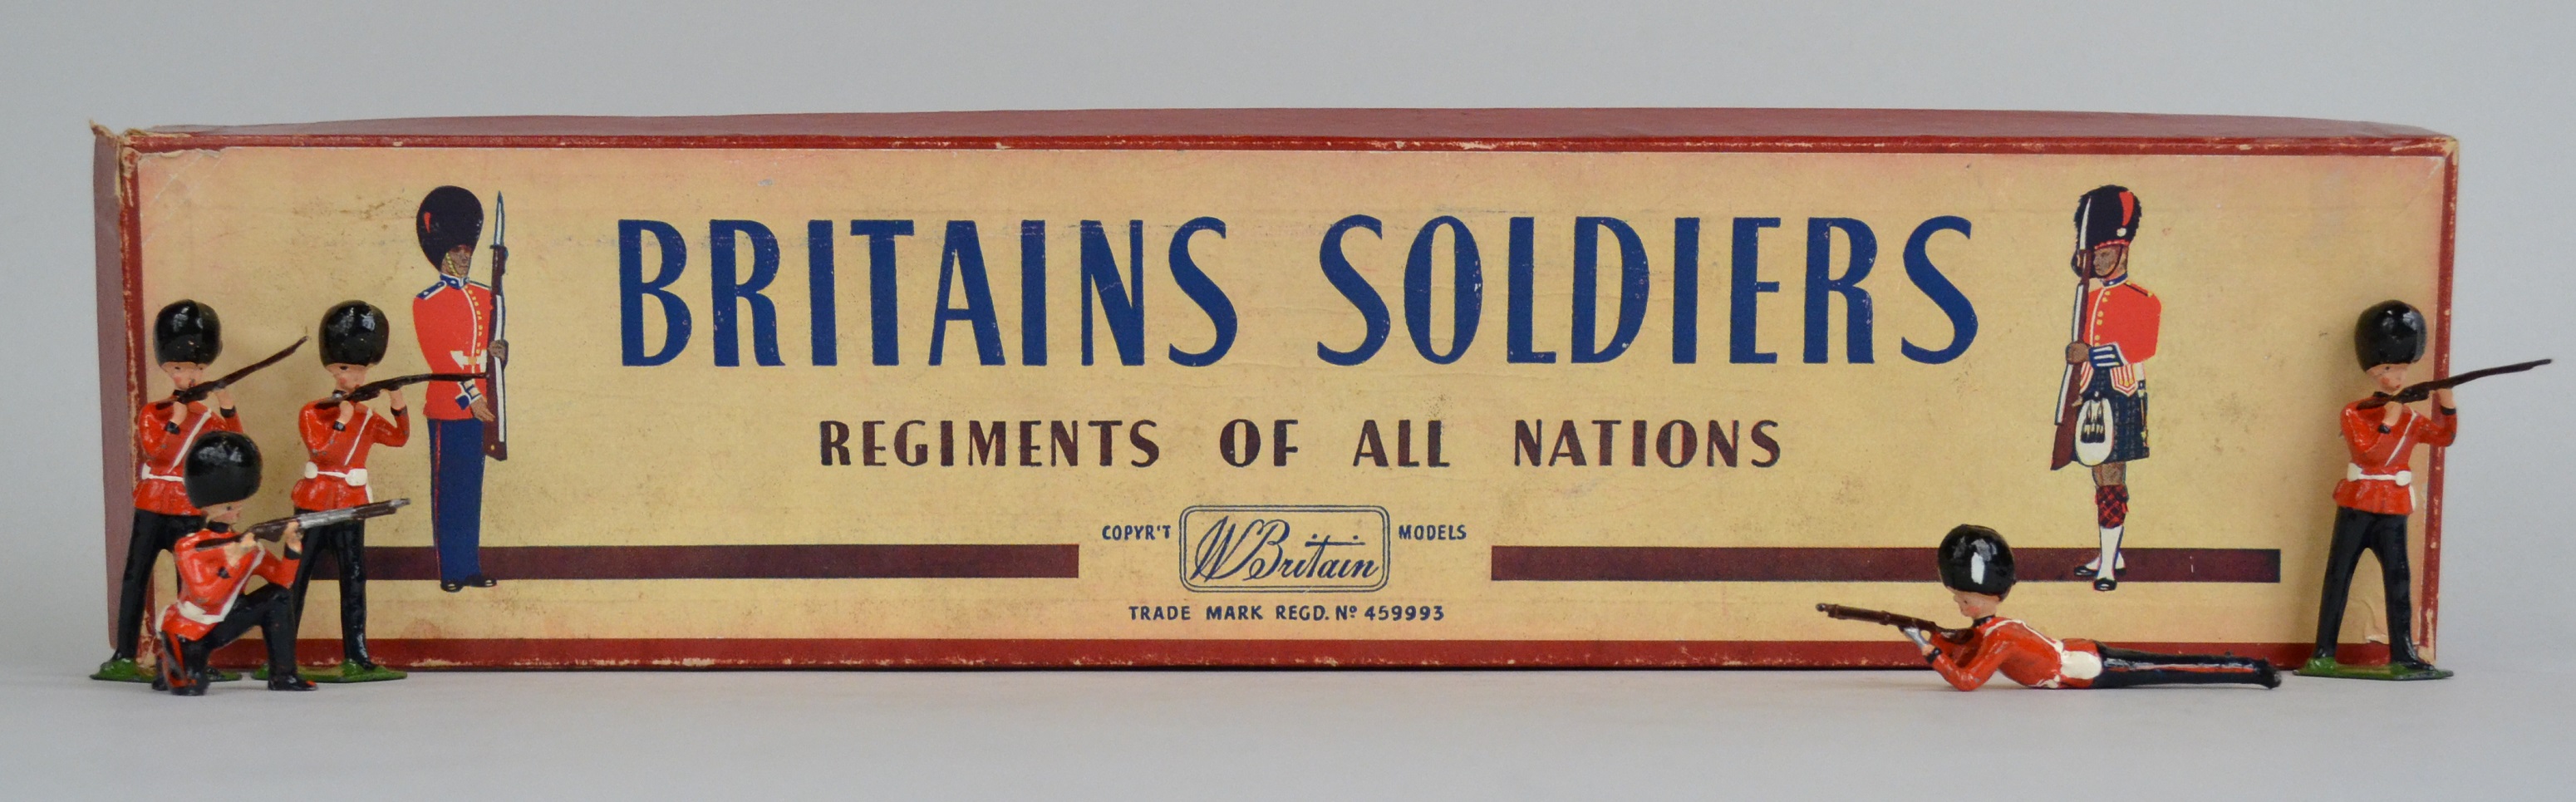 BRITAINS SOLDIERS
REGIMENTS OF ALL NATIONS
COPYR'T W Britain MODELS
TRADE MARK REGD. Nº 459993